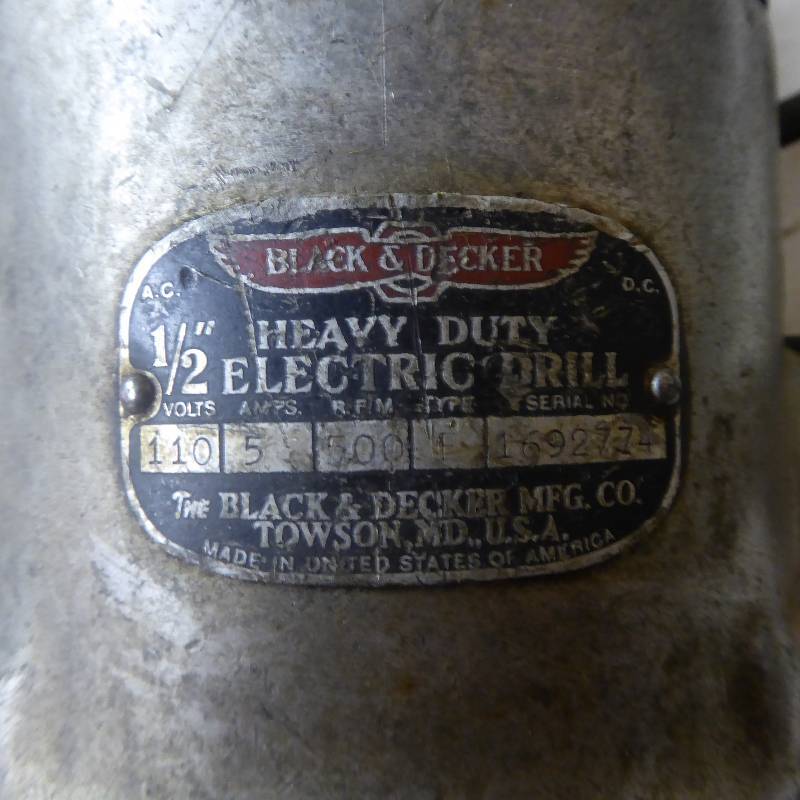 BLACK & DECKER
A.C. D.C.
1/2" HEAVY DUTY
ELECTRIC DRILL
VOLTS AMPS. R.P.M. TYPE SERIAL NO
110 5 500 1692774
THE BLACK & DECKER MFG. CO.
TOWSON, MD., U.S.A.
MADE IN UNITED STATES OF AMERICA